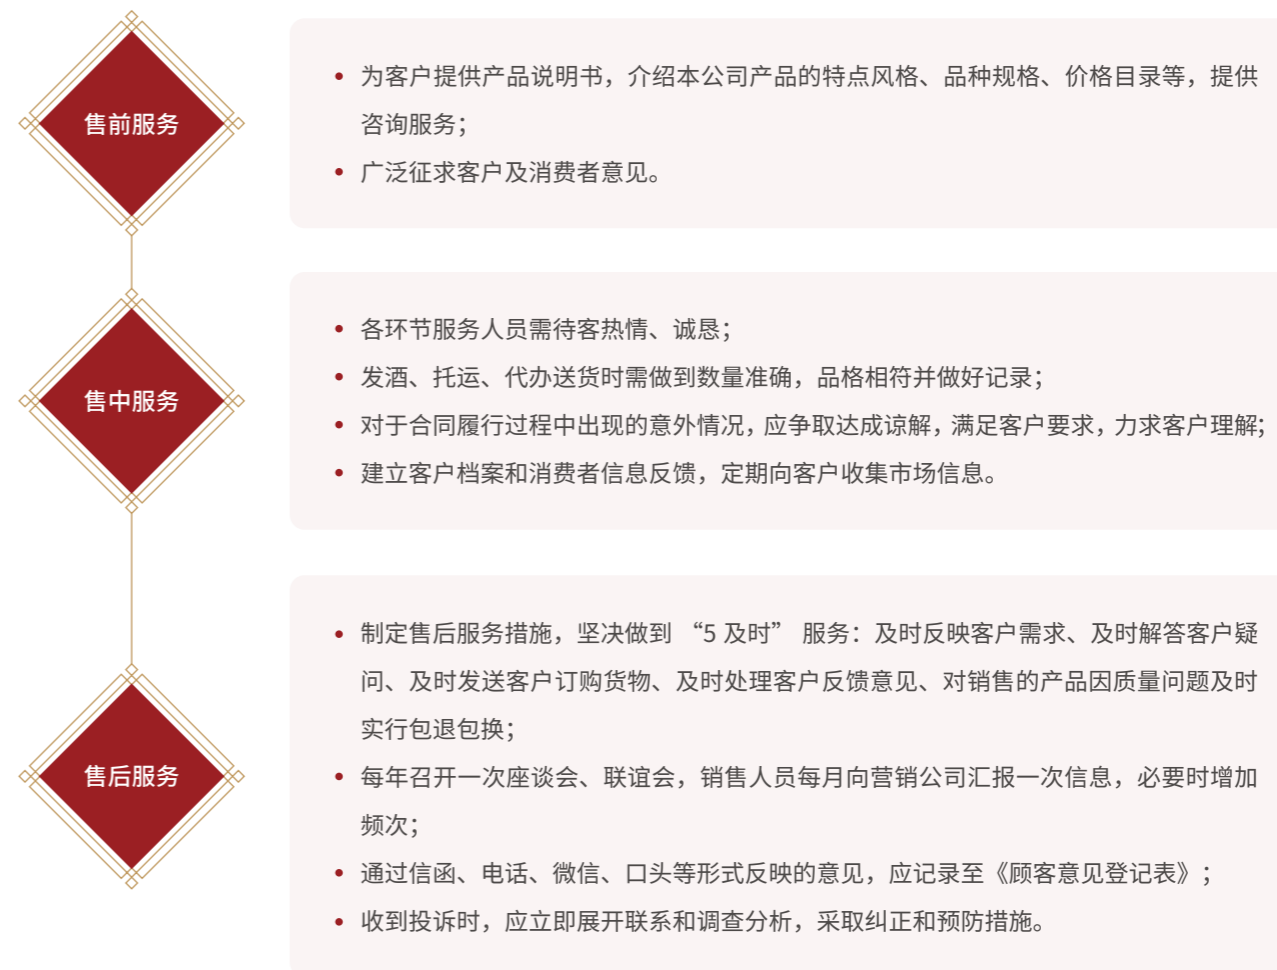 售前服务
为客户提供产品说明书，介绍本公司产品的特点风格、品种规格、价格目录等，提供
咨询服务；
广泛征求客户及消费者意见。
售中服务
各环节服务人员需待客热情、诚恳；
发酒、托运、代办送货时需做到数量准确，品格相符并做好记录；
对于合同履行过程中出现的意外情况，应争取达成谅解，满足客户要求，力求客户理解；
建立客户档案和消费者信息反馈，定期向客户收集市场信息。
售后服务
制定售后服务措施，坚决做到 “5 及时” 服务：及时反映客户需求、及时解答客户疑
问、及时发送客户订购货物、及时处理客户反馈意见、对销售的产品因质量问题及时
实行包退包换；
每年召开一次座谈会、联谊会，销售人员每月向营销公司汇报一次信息，必要时增加
频次；
通过信函、电话、微信、口头等形式反映的意见，应记录至《顾客意见登记表》；
收到投诉时，应立即展开联系和调查分析，采取纠正和预防措施。